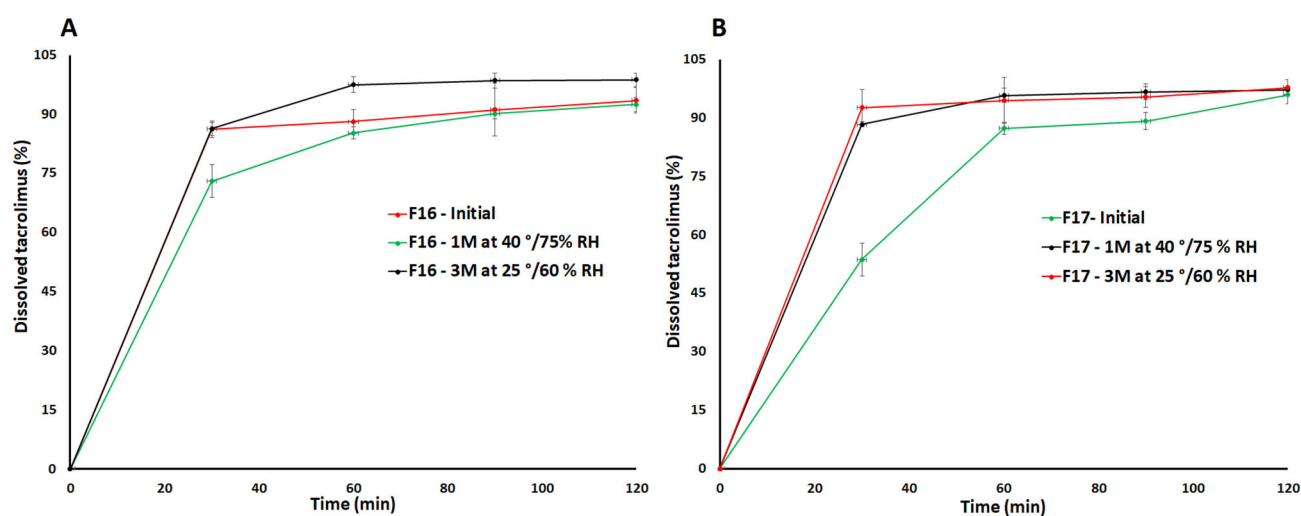 A
105
90
75
60
45
30
15
0
Dissolved tacrolimus (%)
F16 - Initial
F16 - 1M at 40 °/75% RH
F16 - 3M at 25 °/60 % RH
0 20 40 60 80 100 120
Time (min)
B
105
90
75
60
45
30
15
0
Dissolved tacrolimus (%)
F17- Initial
F17 - 1M at 40 °/75 % RH
F17 - 3M at 25 °/60 % RH
0 20 40 60 80 100 120
Time (min)